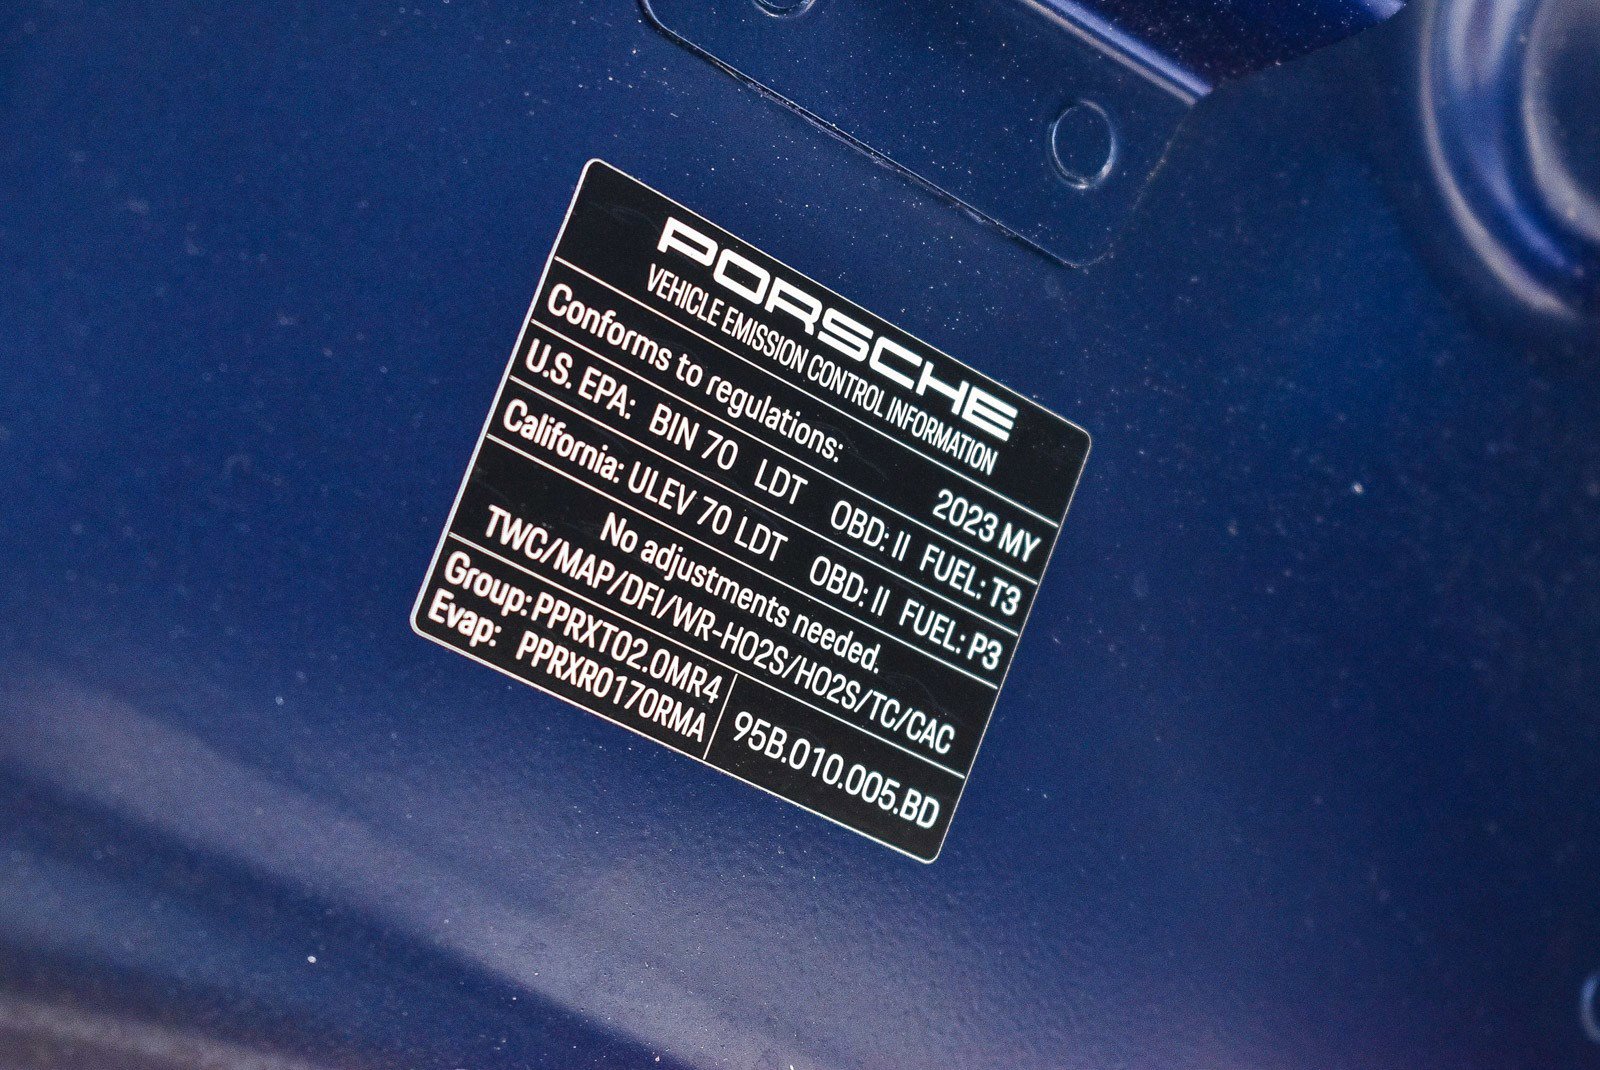 PORSCHE
VEHICLE EMISSION CONTROL INFORMATION
Conforms to regulations: 2023 MY
U.S. EPA: BIN 70 LDT OBD: II FUEL: T3
California: ULEV 70 LDT OBD: II FUEL: P3
No adjustments needed.
TWC/MAP/DFI/WR-HO2S/HO2S/TC/CAC
Group: PPRXT02.0MR4
Evap: PPRXR0170RMA
95B.010.005.BD